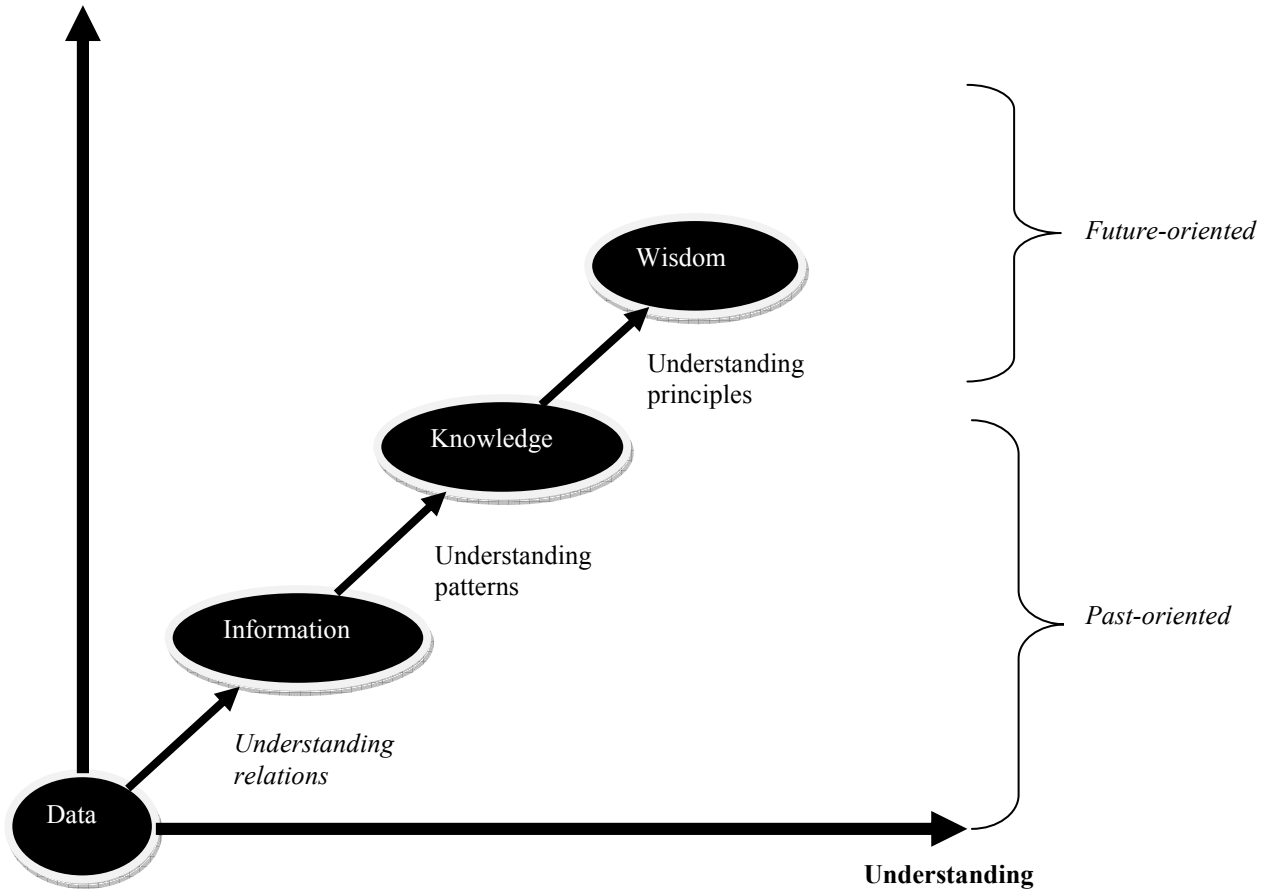 Future-oriented
Wisdom
Understanding
principles
Knowledge
Understanding
patterns
Past-oriented
Information
Understanding
relations
Data
Understanding